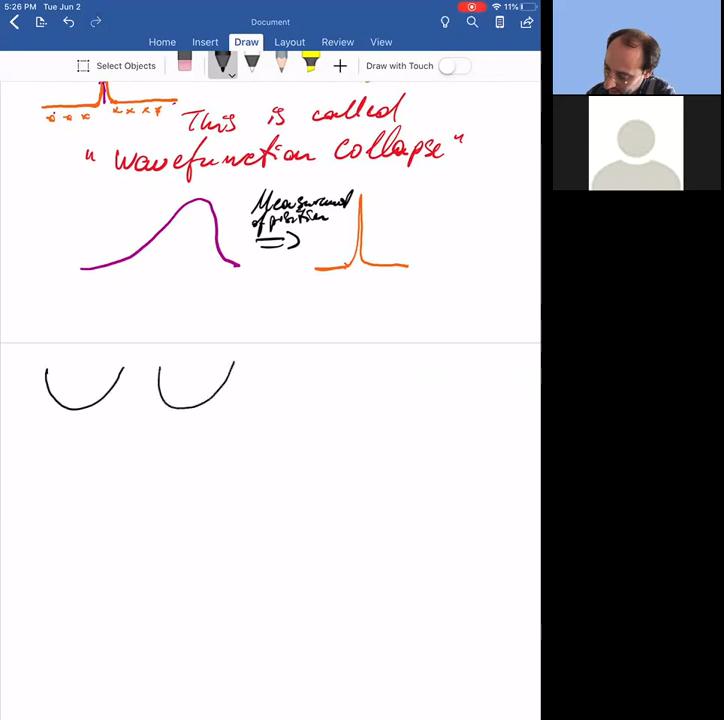 5:26 PM Tue Jun 2
11%
Document
Home Insert Draw Layout Review View
Select Objects
Draw with Touch
This is called
"wavefunction collapse"
of position